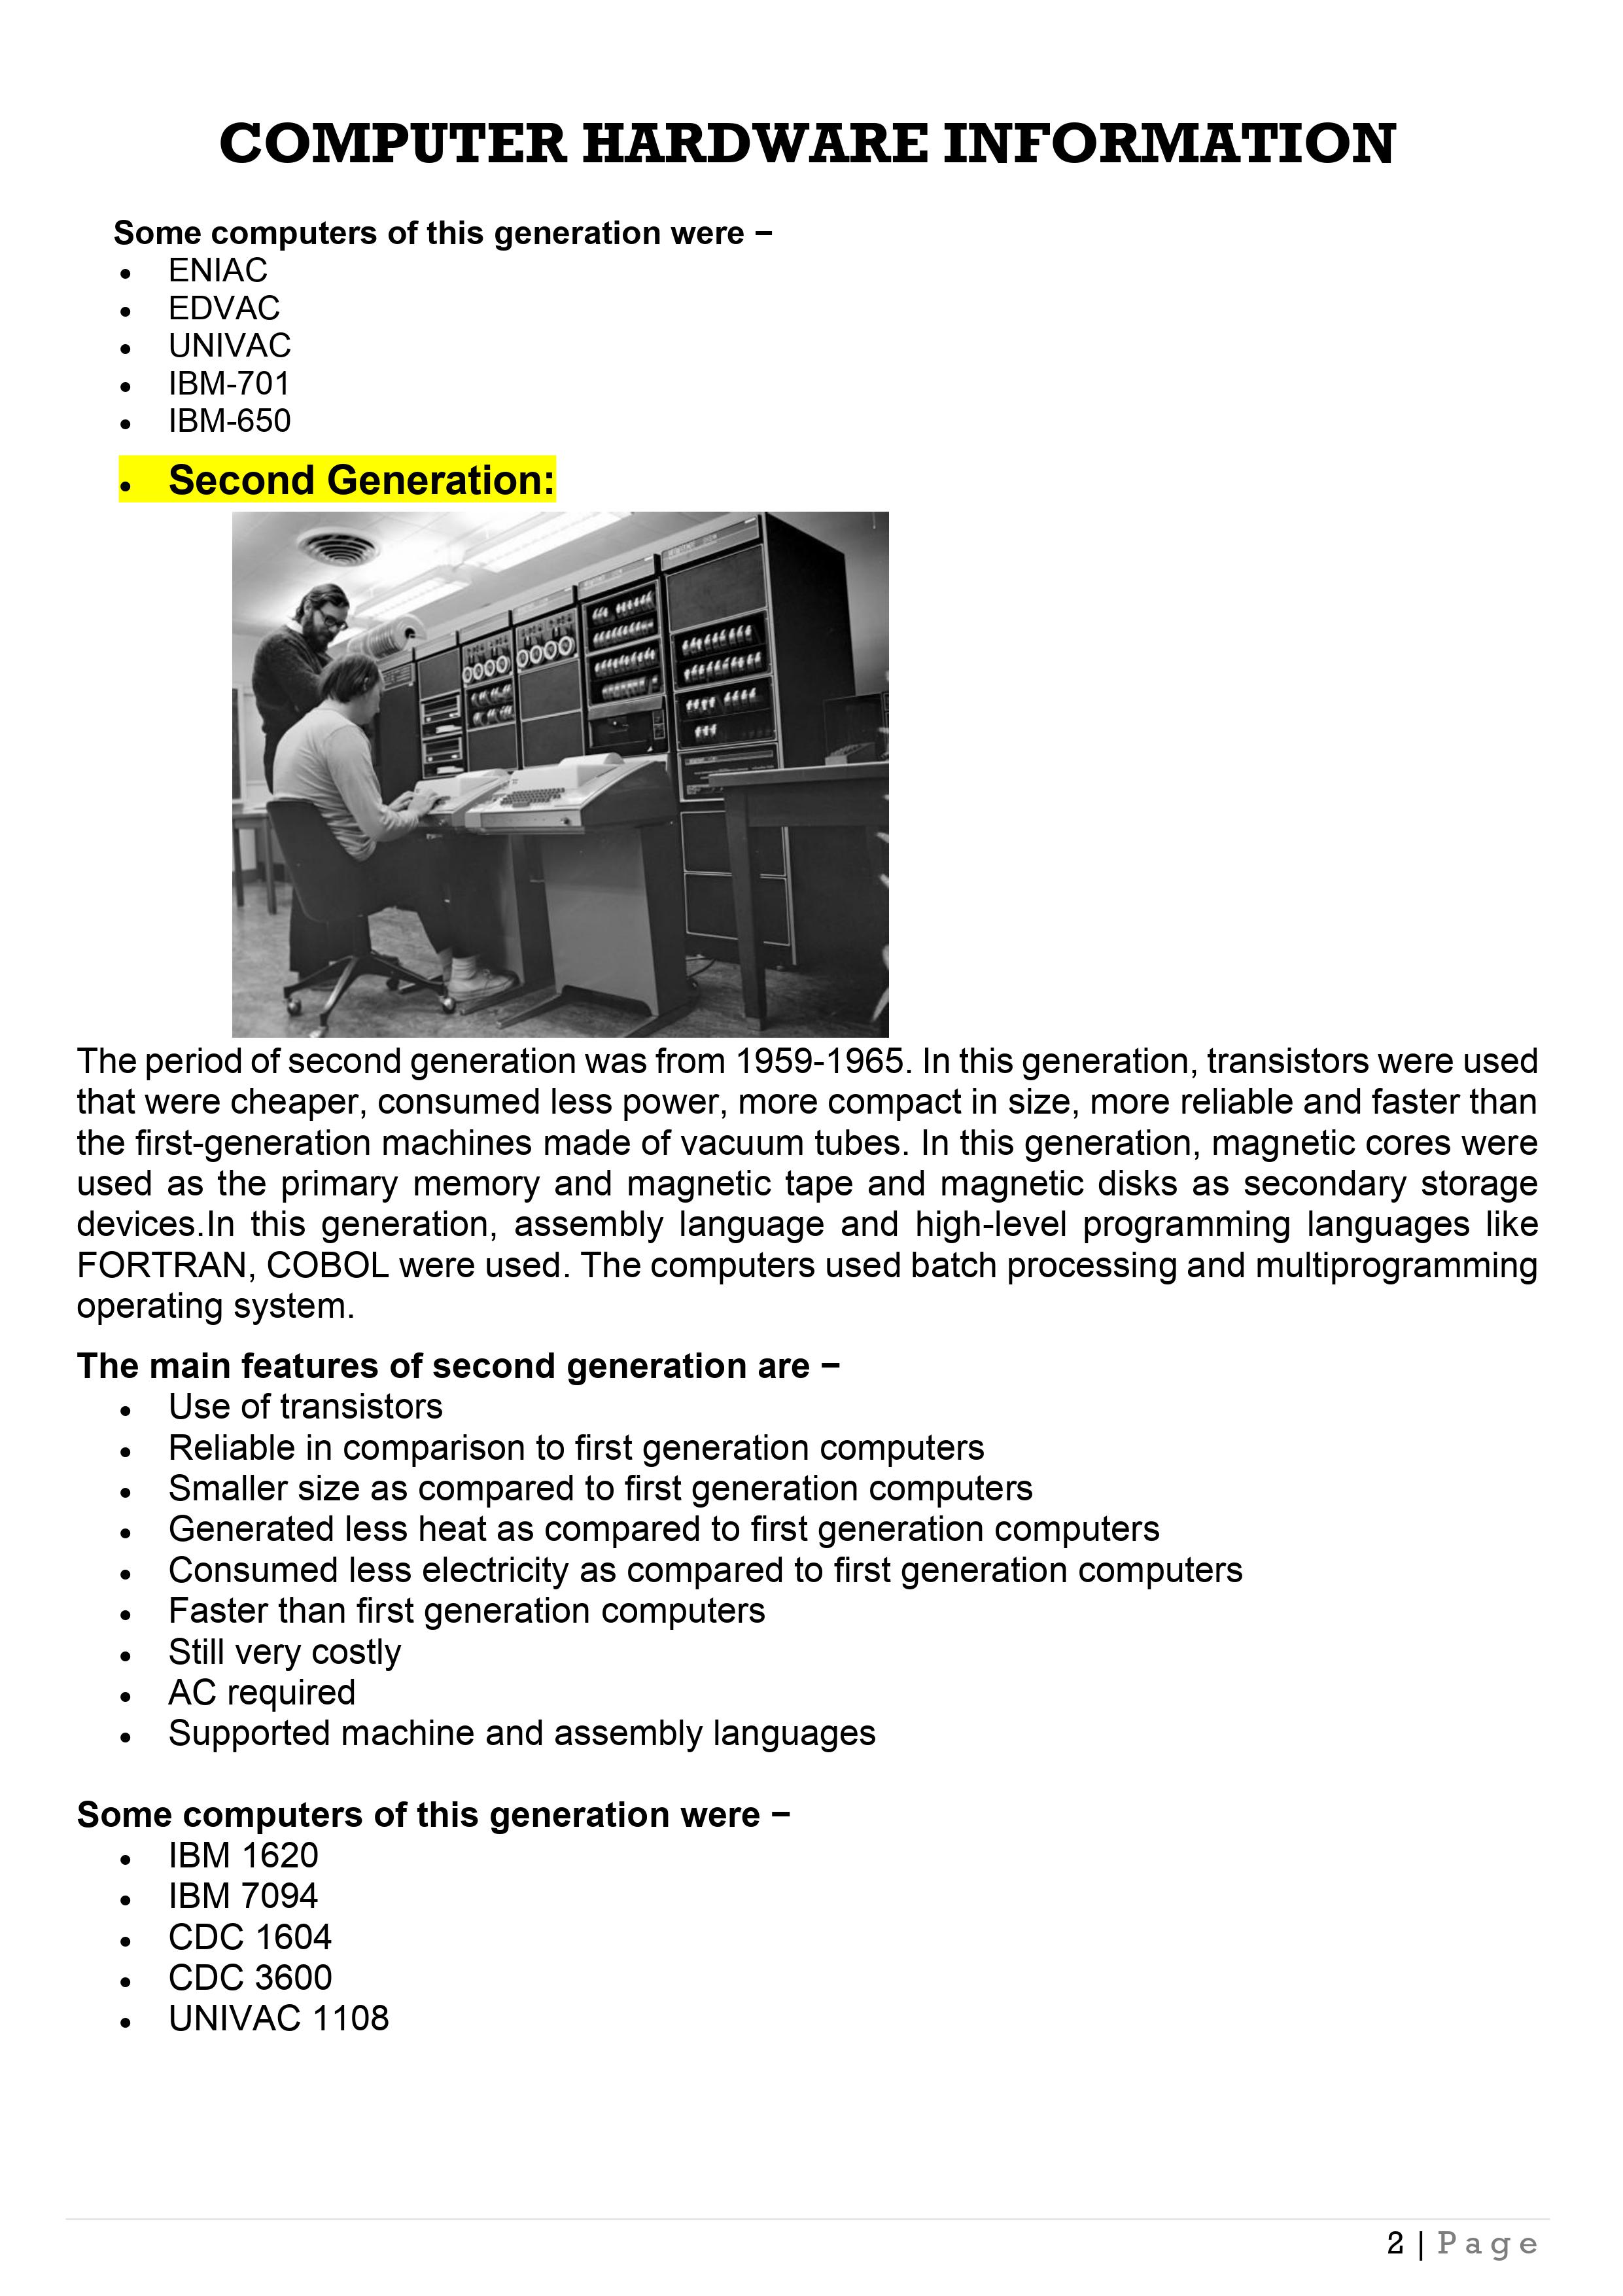 COMPUTER HARDWARE INFORMATION
Some computers of this generation were −
• ENIAC
• EDVAC
• UNIVAC
• IBM-701
• IBM-650
• Second Generation:
The period of second generation was from 1959-1965. In this generation, transistors were used
that were cheaper, consumed less power, more compact in size, more reliable and faster than
the first-generation machines made of vacuum tubes. In this generation, magnetic cores were
used as the primary memory and magnetic tape and magnetic disks as secondary storage
devices.In this generation, assembly language and high-level programming languages like
FORTRAN, COBOL were used. The computers used batch processing and multiprogramming
operating system.
The main features of second generation are −
• Use of transistors
• Reliable in comparison to first generation computers
• Smaller size as compared to first generation computers
• Generated less heat as compared to first generation computers
• Consumed less electricity as compared to first generation computers
• Faster than first generation computers
• Still very costly
• AC required
• Supported machine and assembly languages
Some computers of this generation were −
• IBM 1620
• IBM 7094
• CDC 1604
• CDC 3600
• UNIVAC 1108
2 | Page